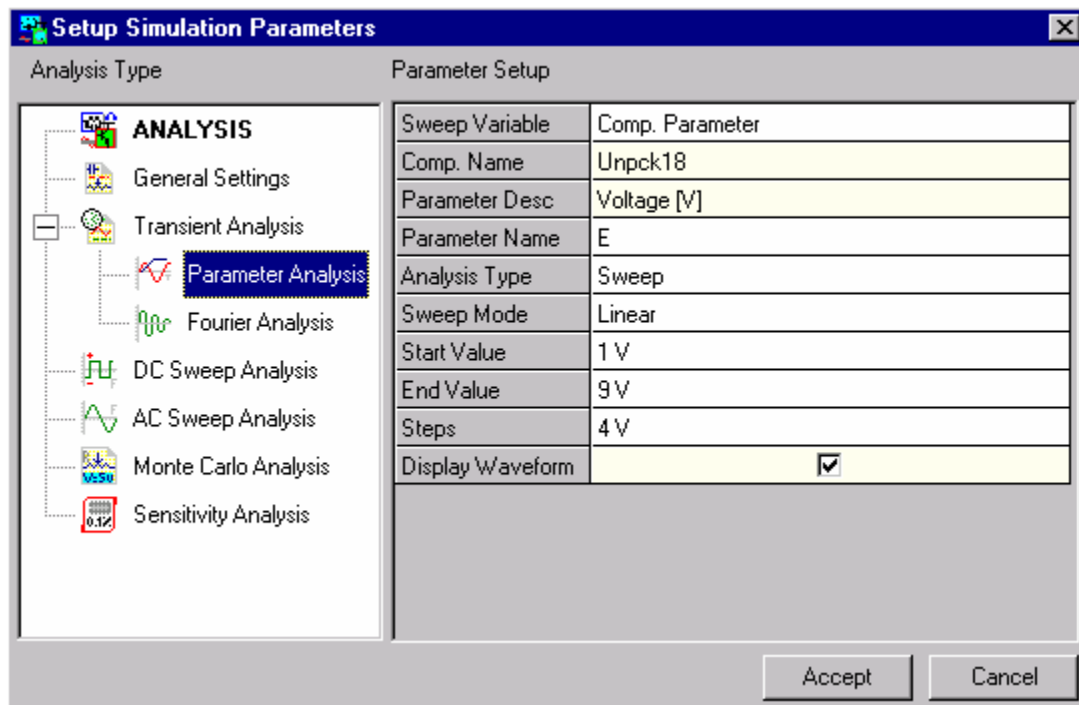 Setup Simulation Parameters
Analysis Type
Parameter Setup
ANALYSIS
General Settings
Transient Analysis
Parameter Analysis
Fourier Analysis
DC Sweep Analysis
AC Sweep Analysis
Monte Carlo Analysis
Sensitivity Analysis
Sweep Variable Comp. Parameter
Comp. Name Unpck18
Parameter Desc Voltage [V]
Parameter Name E
Analysis Type Sweep
Sweep Mode Linear
Start Value 1 V
End Value 9 V
Steps 4 V
Display Waveform
Accept Cancel